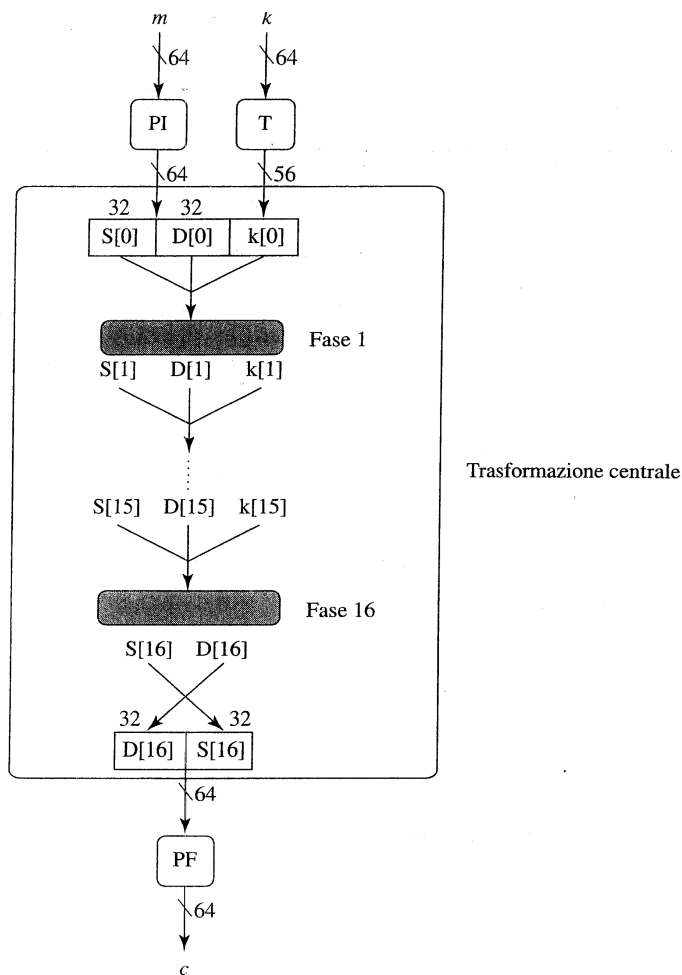 m k
64 64
PI T
64 56
32 32
S[0] D[0] k[0]
Fase 1
S[1] D[1] k[1]
Trasformazione centrale
S[15] D[15] k[15]
Fase 16
S[16] D[16]
32 32
D[16] S[16]
64
PF
64
c